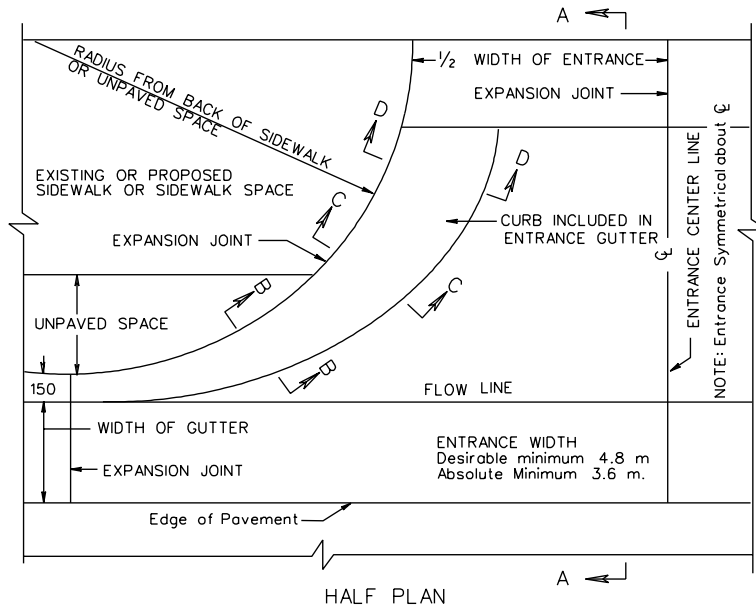 A
½ WIDTH OF ENTRANCE
EXPANSION JOINT
RADIUS FROM BACK OF SIDEWALK
OR UNPAVED SPACE
D
D
EXISTING OR PROPOSED
SIDEWALK OR SIDEWALK SPACE
C
CURB INCLUDED IN
ENTRANCE GUTTER
EXPANSION JOINT
℄
ENTRANCE CENTER LINE
NOTE: Entrance Symmetrical about ℄
B
C
UNPAVED SPACE
B
150
FLOW LINE
WIDTH OF GUTTER
ENTRANCE WIDTH
Desirable minimum 4.8 m
Absolute Minimum 3.6 m.
EXPANSION JOINT
Edge of Pavement
A
HALF PLAN